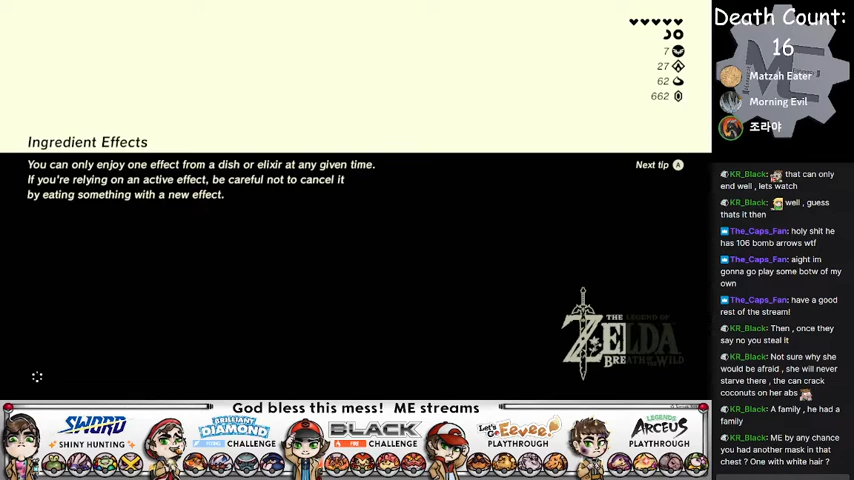 7
27
62
662
Ingredient Effects
You can only enjoy one effect from a dish or elixir at any given time.
If you're relying on an active effect, be careful not to cancel it
by eating something with a new effect.
Next tip A
THE LEGEND OF
ZELDA
BREATH OF THE WILD
Death Count:
16
ME
Matzah Eater
Morning Evil
조라야
KR_Black: that can only
end well , lets watch
KR_Black: well , guess
thats it then
The_Caps_Fan: holy shit he
has 106 bomb arrows wtf
The_Caps_Fan: aight im
gonna go play some botw of my
own
The_Caps_Fan: have a good
rest of the stream!
KR_Black: Then , once they
say no you steal it
KR_Black: Not sure why she
would be afraid , she will never
starve there , the can crack
coconuts on her abs
KR_Black: A family , he had a
family
KR_Black: ME by any chance
you had another mask in that
chest ? One with white hair ?
God bless this mess! ME streams
SWORD
SHINY HUNTING
BRILLIANT
DIAMOND
FLYING CHALLENGE
BLACK
FIRE CHALLENGE
Let's Go Eevee!
PLAYTHROUGH
LEGENDS
ARCEUS
PLAYTHROUGH